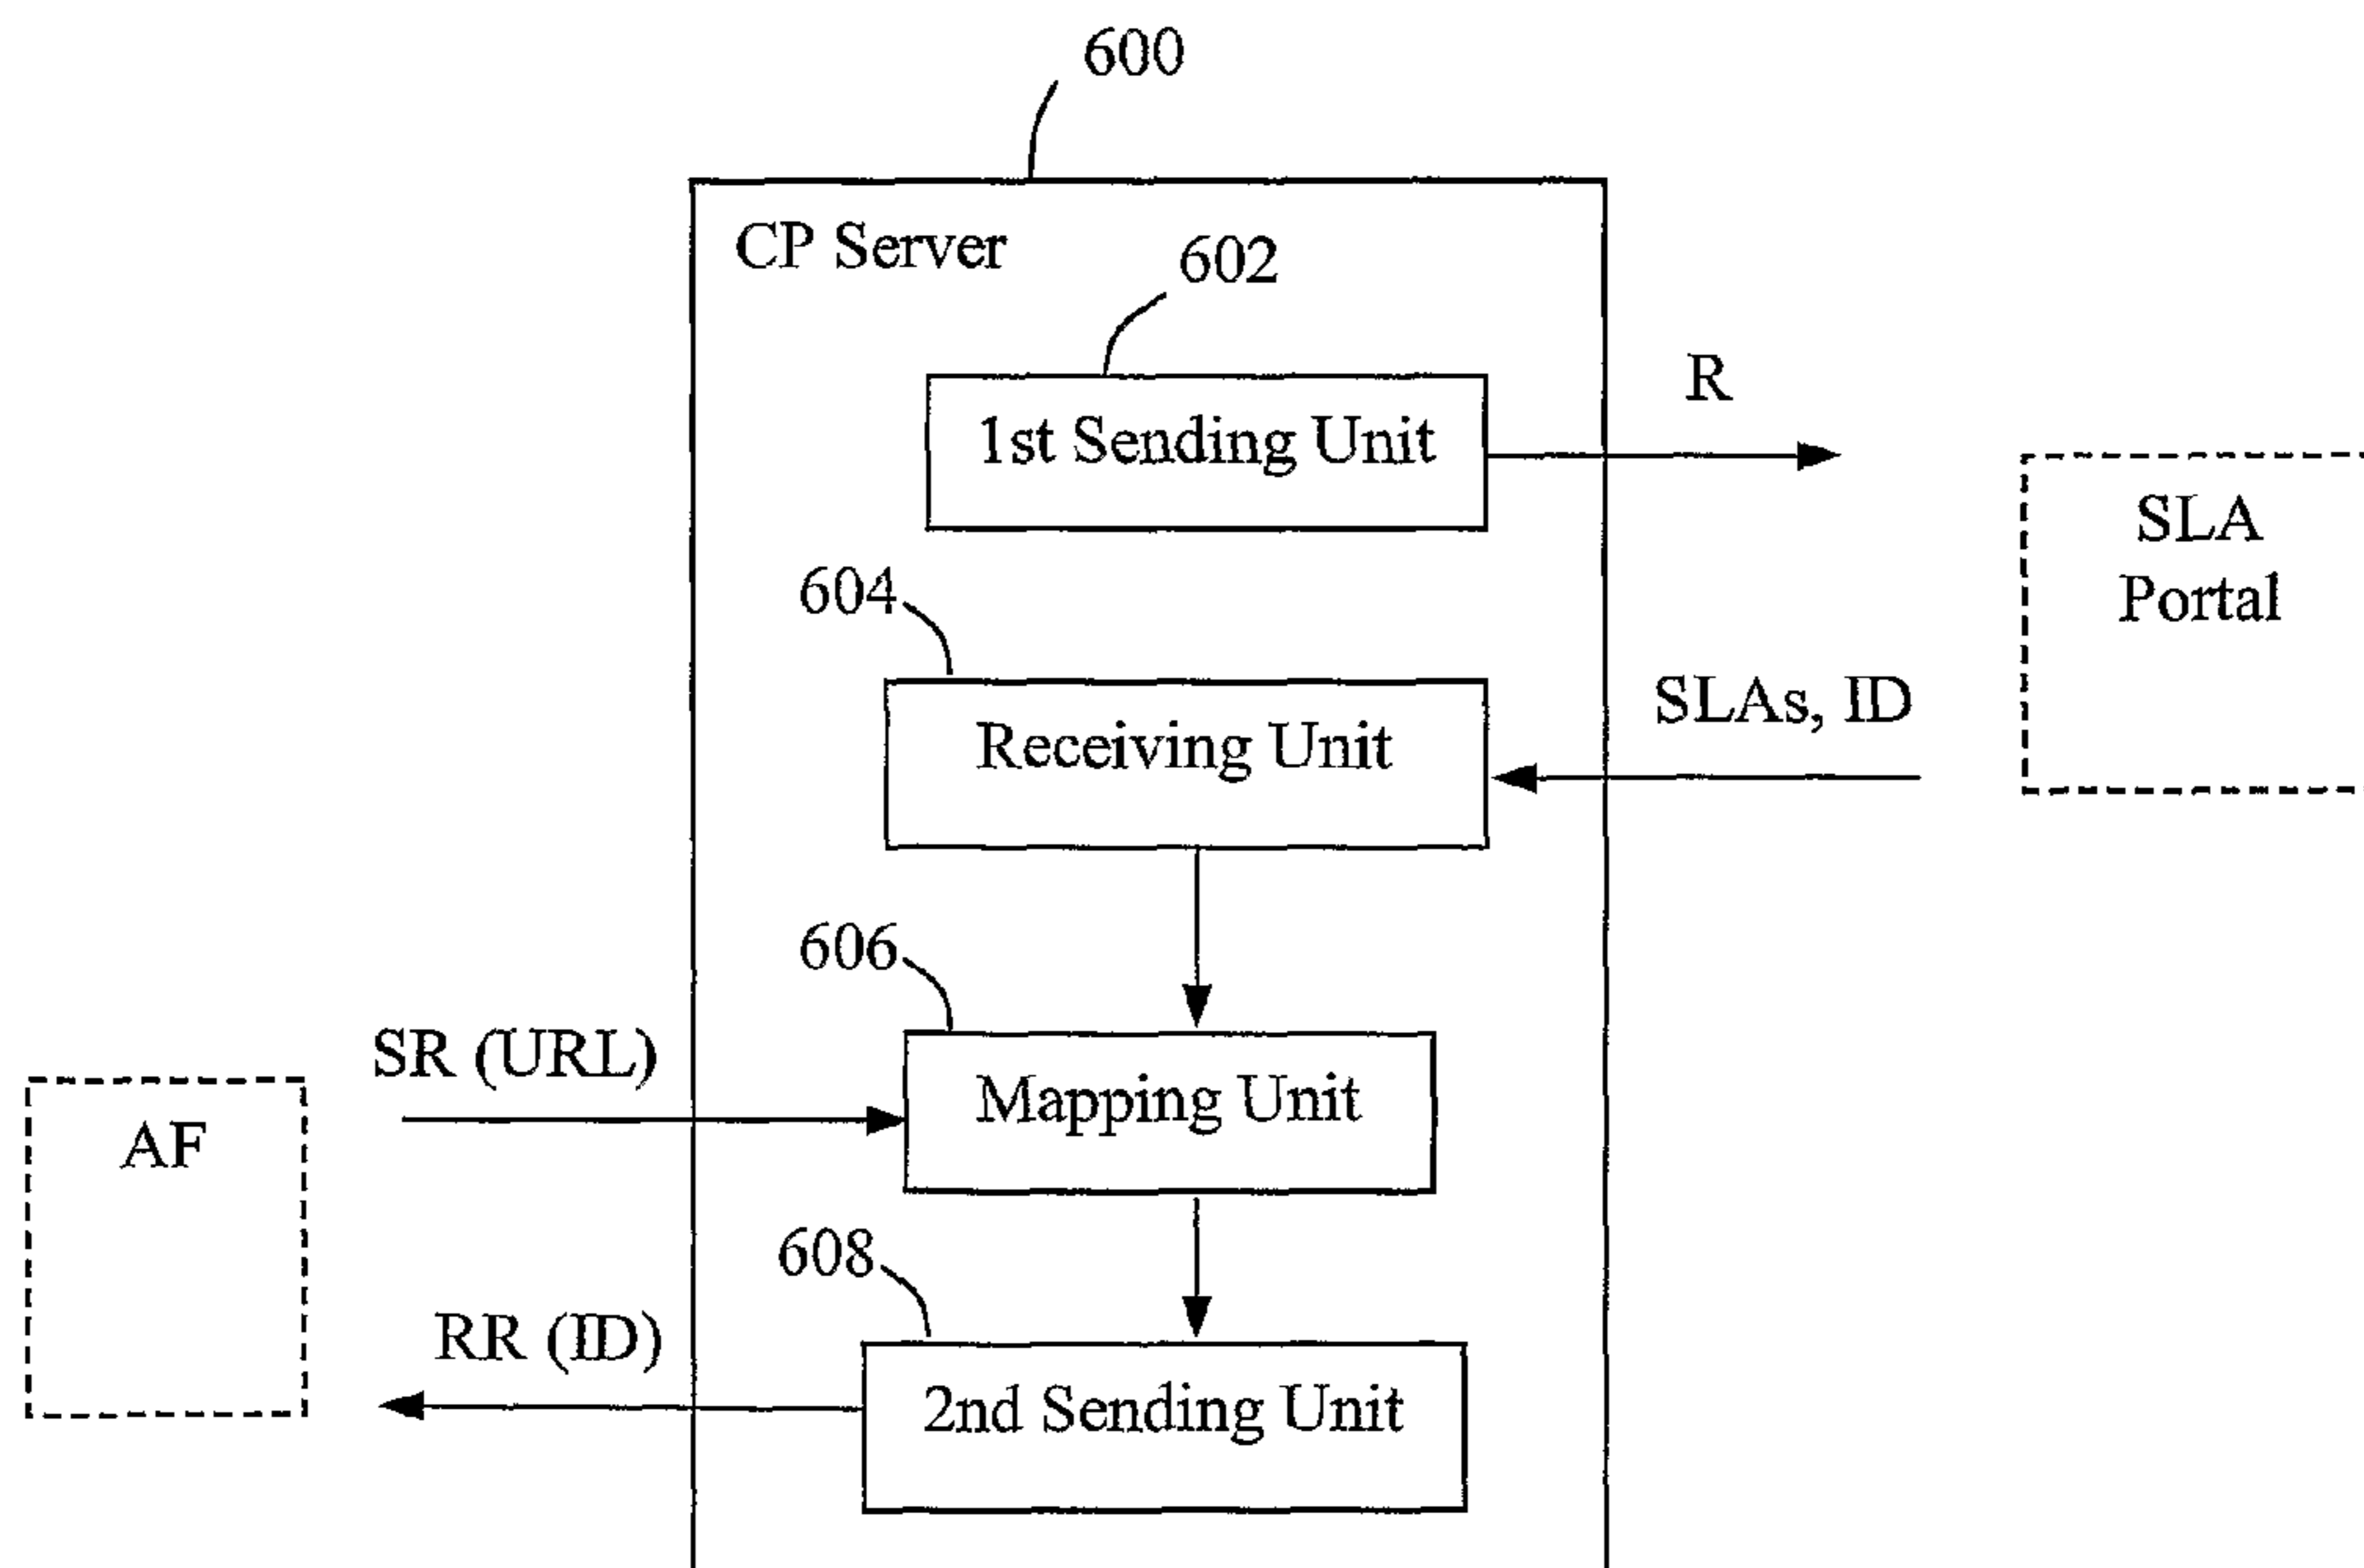 600
CP Server
602
1st Sending Unit
R
SLA
Portal
604
Receiving Unit
SLAs, ID
606
SR (URL)
Mapping Unit
AF
608
RR (ID)
2nd Sending Unit